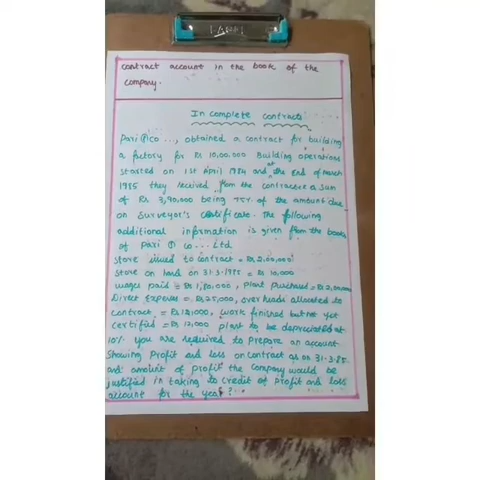 contract account in the book of the
company.
In complete contracts
Pari & Co..., obtained a contract for building
a factory for Rs 10,00,000 Building operations
started on 1st April 1984 and at the end of march
1985 they received from the contractee a sum
of Rs 3,90,000 being 75% of the amount due
on Surveyor's certificate. The following
additional information is given from the books
of Pari & co... Ltd
Store issued to contract = Rs 2,00,000
Store on hand on 31.3.1985 = Rs 10,000
wages paid = Rs 1,80,000, Plant Purchased = Rs 2,00,000
Direct Expense = Rs 25,000, over heads allocated to
contract = Rs 12,000, work finished but not yet
certified = Rs 12,000 plant to be depreciated at
10% you are required to prepare an account
showing profit and loss on contract as on 31.3.85
and amount of profit the company would be
justified in taking to credit of profit and loss
account for the year?